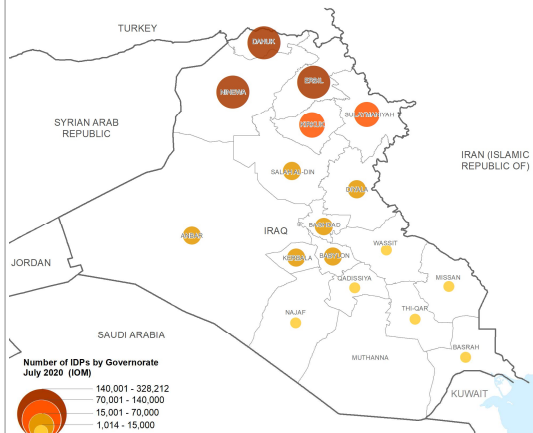 TURKEY
DAHUK
NINEWA
ERBIL
SYRIAN ARAB
REPUBLIC
KIRKUK
SULAYMANIYAH
IRAN (ISLAMIC
REPUBLIC OF)
SALAH AL-DIN
DIYALA
ANBAR
IRAQ
BAGHDAD
WASSIT
JORDAN
KERBALA
BABYLON
QADISSIYA
MISSAN
NAJAF
THI-QAR
SAUDI ARABIA
MUTHANNA
BASRAH
KUWAIT
Number of IDPs by Governorate
July 2020 (IOM)
140,001 - 328,212
70,001 - 140,000
15,001 - 70,000
1,014 - 15,000